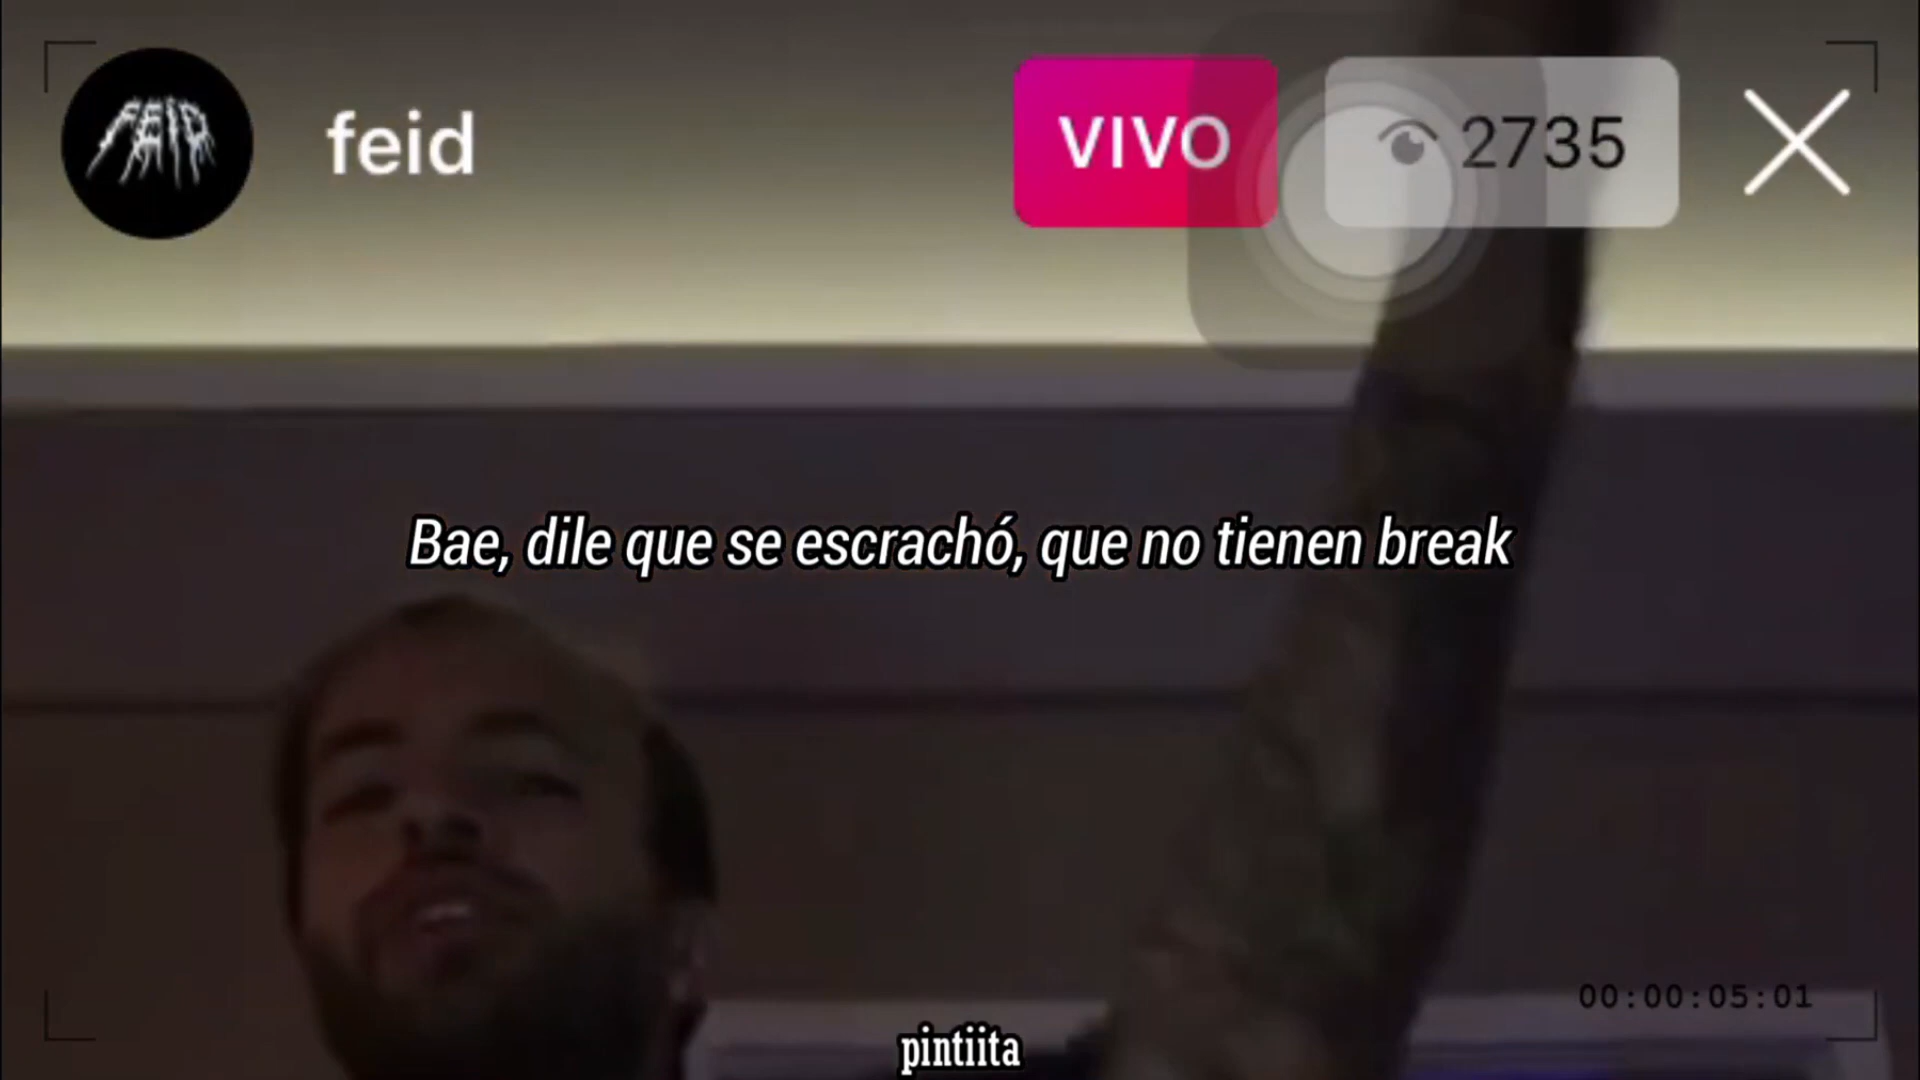 FEID
feid
VIVO
2735
Bae, dile que se escrachó, que no tienen break
00:00:05:01
pintiita